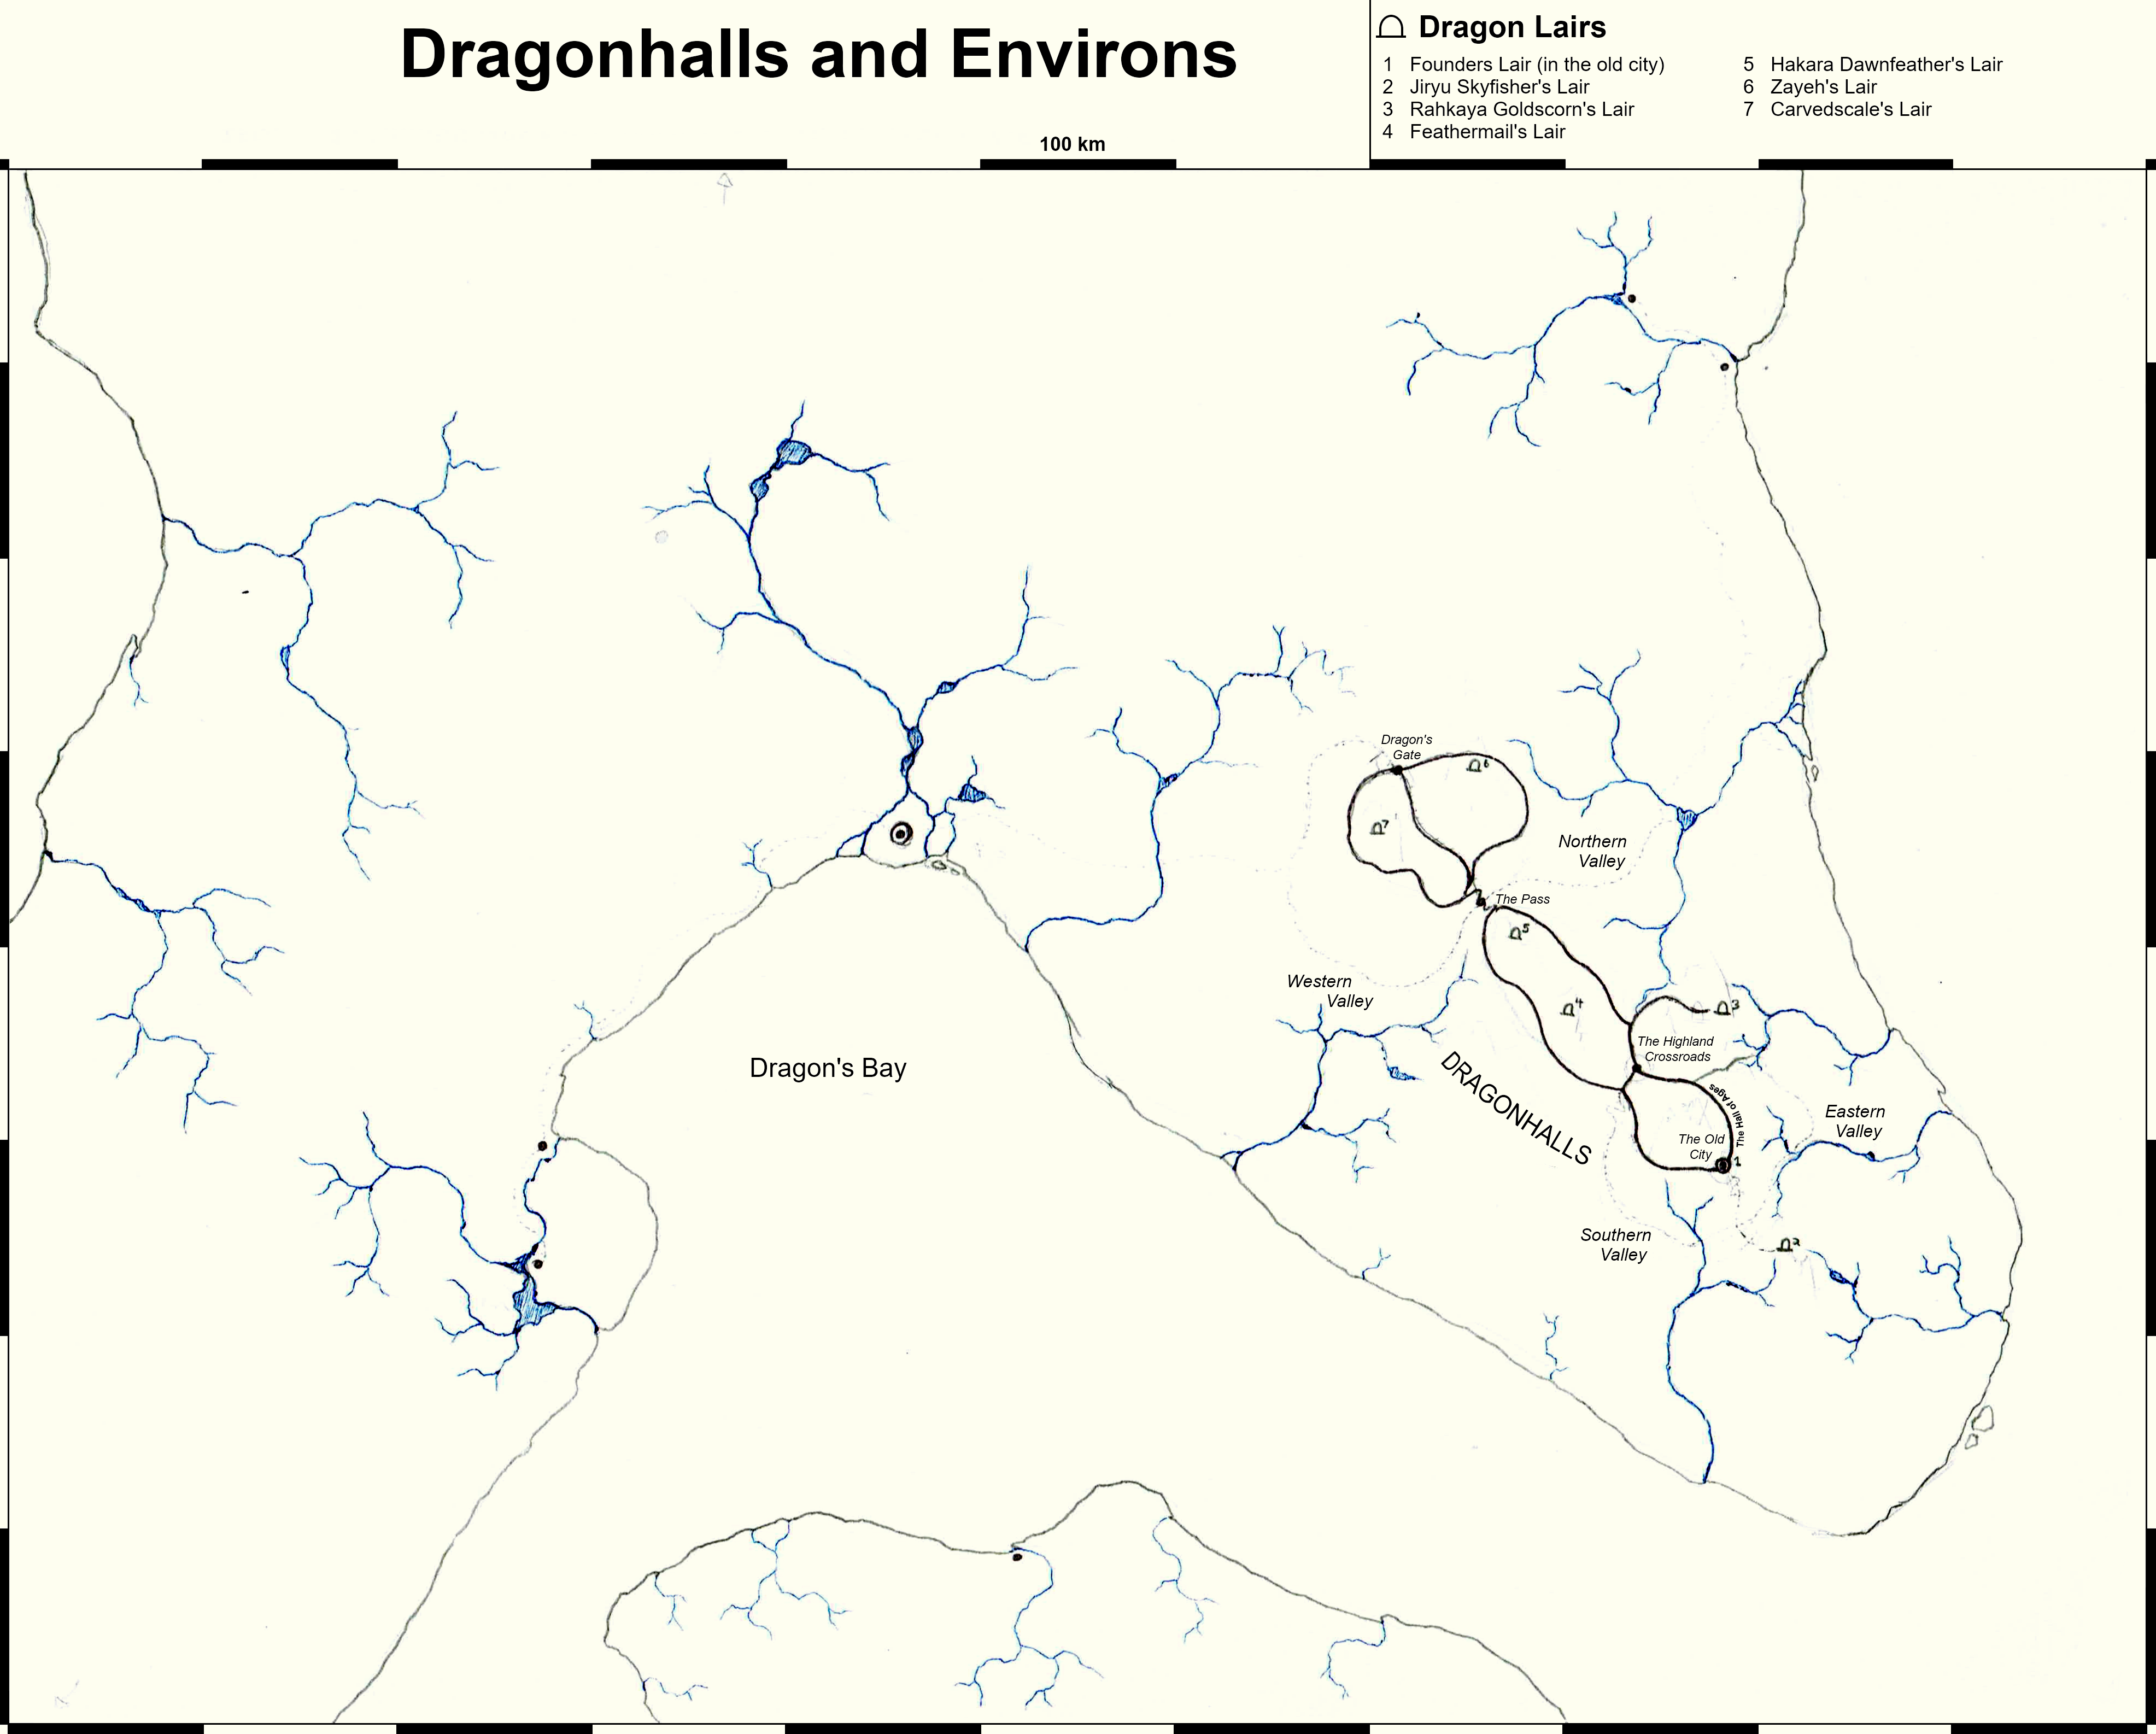 Dragonhalls and Environs
Dragon Lairs
1 Founders Lair (in the old city)
2 Jiryu Skyfisher's Lair
3 Rahkaya Goldscorn's Lair
4 Feathermail's Lair
5 Hakara Dawnfeather's Lair
6 Zayeh's Lair
7 Carvedscale's Lair
100 km
Dragon's
Gate
6
7
Northern
Valley
The Pass
5
Western
Valley
4
3
The Highland
Crossroads
Dragon's Bay
DRAGONHALLS
The Hall of Ages
Eastern
Valley
The Old
City
1
Southern
Valley
2